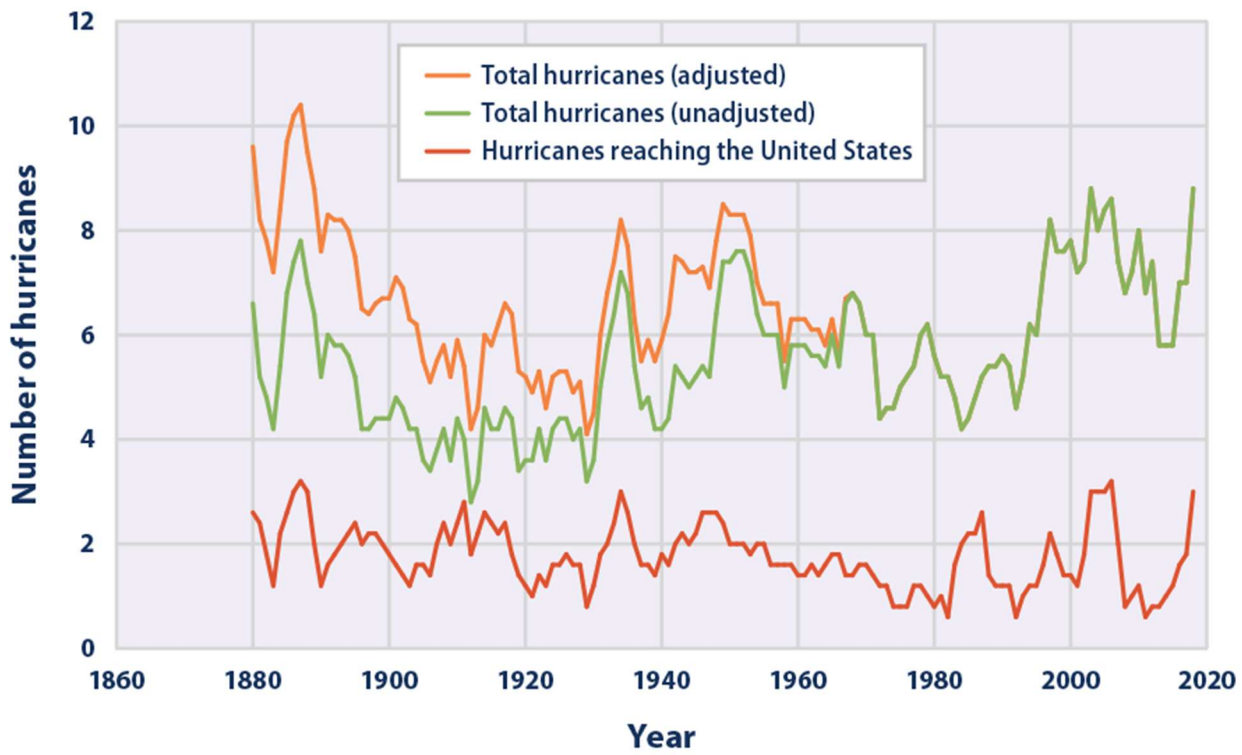 12
Total hurricanes (adjusted)
Total hurricanes (unadjusted)
10
Hurricanes reaching the United States
8
6
4
2
0
Number of hurricanes
1860 1880 1900 1920 1940 1960 1980 2000 2020
Year